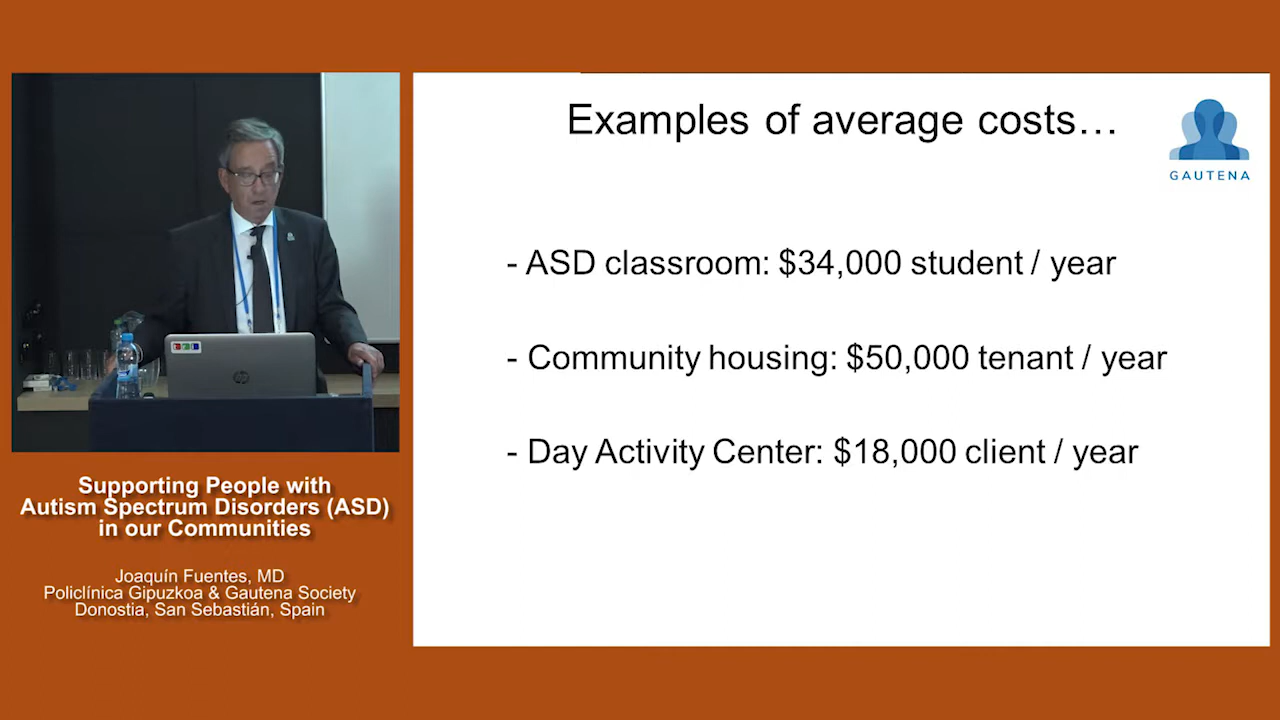 Examples of average costs…
GAUTENA
- ASD classroom: $34,000 student / year
- Community housing: $50,000 tenant / year
- Day Activity Center: $18,000 client / year
Supporting People with
Autism Spectrum Disorders (ASD)
in our Communities
Joaquín Fuentes, MD
Policlínica Gipuzkoa & Gautena Society
Donostia, San Sebastián, Spain
hp